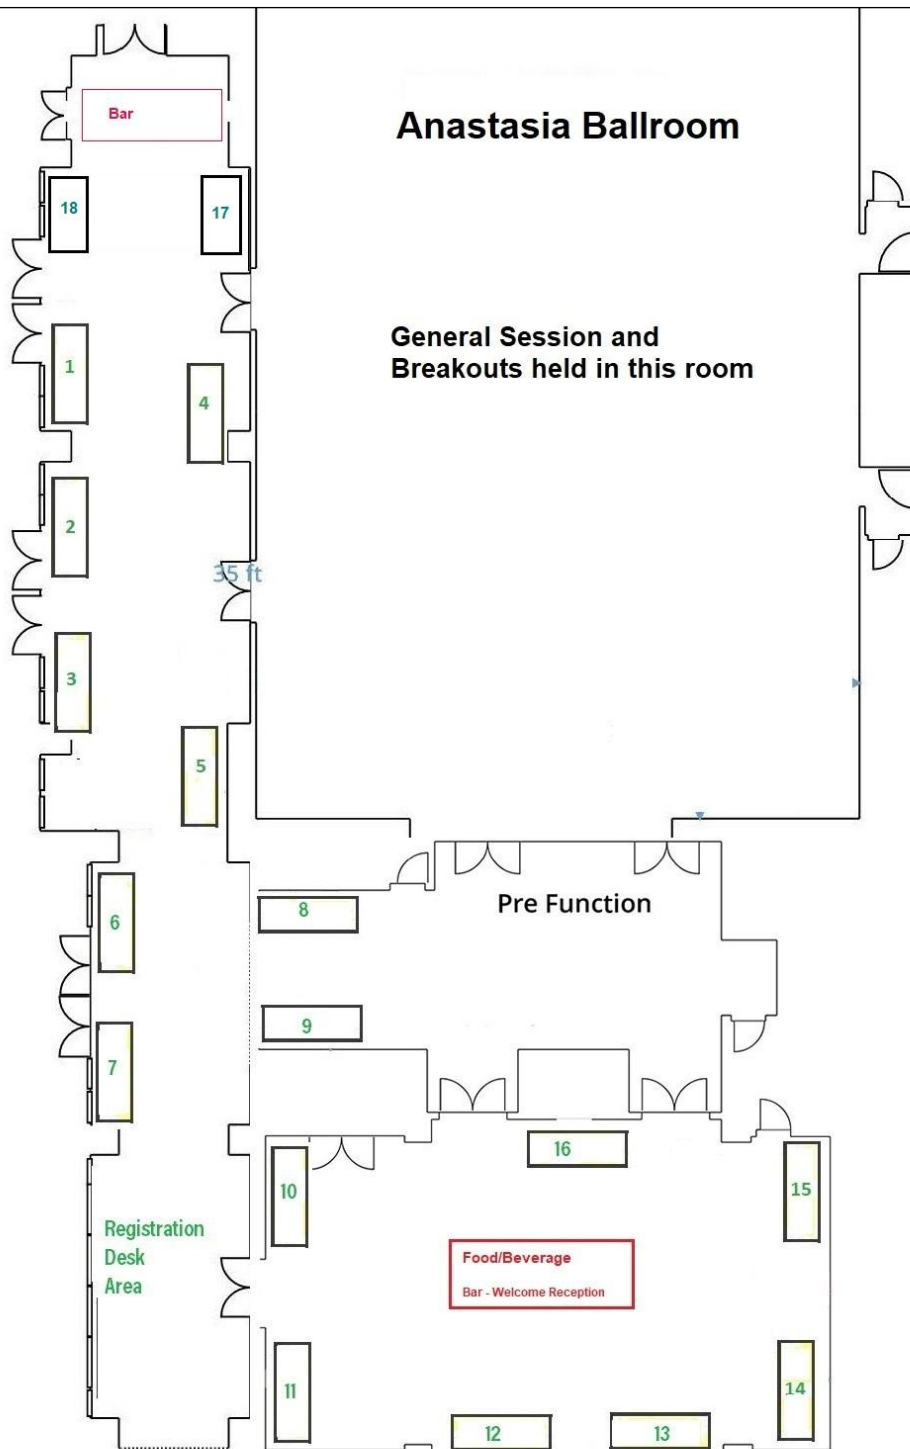 Bar
Anastasia Ballroom
18
17
General Session and
Breakouts held in this room
1
4
2
35 ft
3
5
6
8
Pre Function
9
7
16
10
15
Registration
Desk
Area
Food/Beverage
Bar - Welcome Reception
11
14
12
13